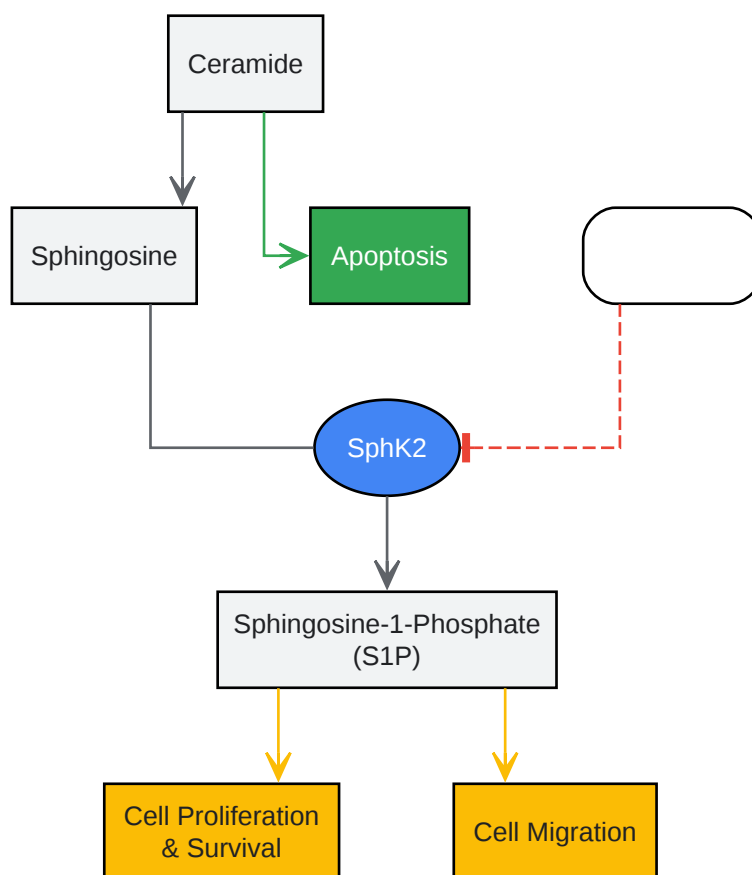 Ceramide
Sphingosine
Apoptosis
SphK2
Sphingosine-1-Phosphate
(S1P)
Cell Proliferation
& Survival
Cell Migration